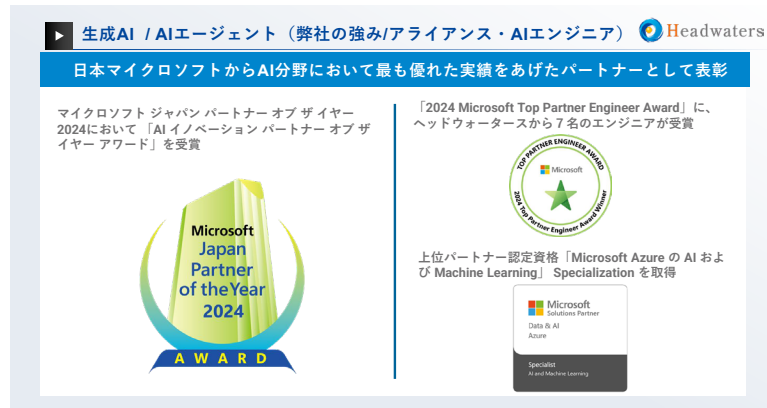 生成AI / AIエージェント（弊社の強み/アライアンス・AIエンジニア）
Headwaters
日本マイクロソフトからAI分野において最も優れた実績をあげたパートナーとして表彰
マイクロソフト ジャパン パートナー オブ ザ イヤー
2024において 「AI イノベーション パートナー オブ ザ
イヤー アワード」を受賞
Microsoft
Japan
Partner
of the Year
2024
AWARD
「2024 Microsoft Top Partner Engineer Award」に、
ヘッドウォータースから７名のエンジニアが受賞
TOP PARTNER ENGINEER AWARD
Microsoft
2024 Top Partner Engineer Award Winner
上位パートナー認定資格「Microsoft Azure の AI およ
び Machine Learning」 Specialization を取得
Microsoft
Solutions Partner
Data & AI
Azure
Specialist
AI and Machine Learning